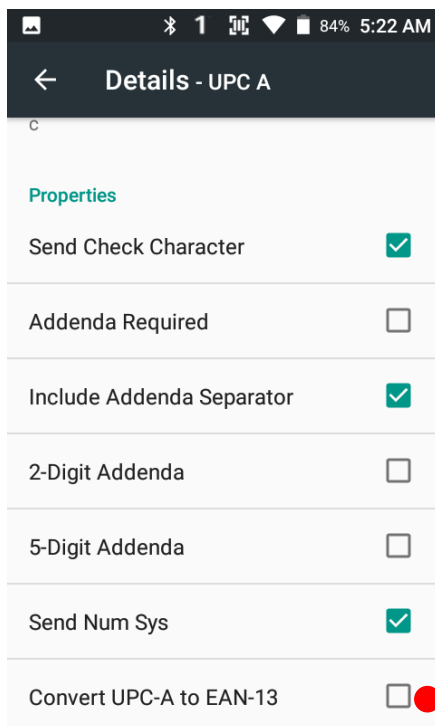 1 84% 5:22 AM
Details - UPC A
C
Properties
Send Check Character
Addenda Required
Include Addenda Separator
2-Digit Addenda
5-Digit Addenda
Send Num Sys
Convert UPC-A to EAN-13